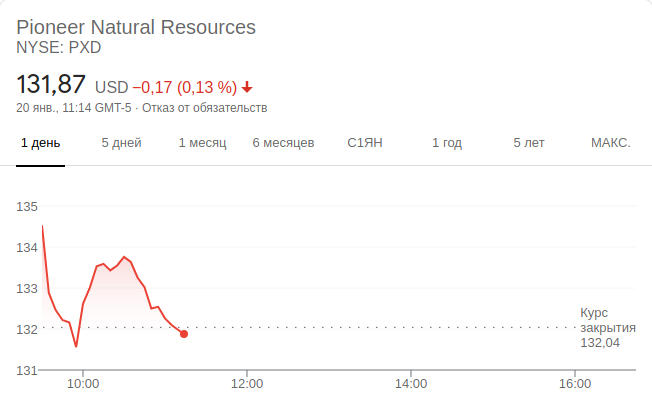 Pioneer Natural Resources
NYSE: PXD
131,87 USD −0,17 (0,13 %)
20 янв., 11:14 GMT-5 · Отказ от обязательств
1 день 5 дней 1 месяц 6 месяцев С1ЯН 1 год 5 лет МАКС.
135
134
133
132
131
Курс
закрытия
132,04
10:00 12:00 14:00 16:00